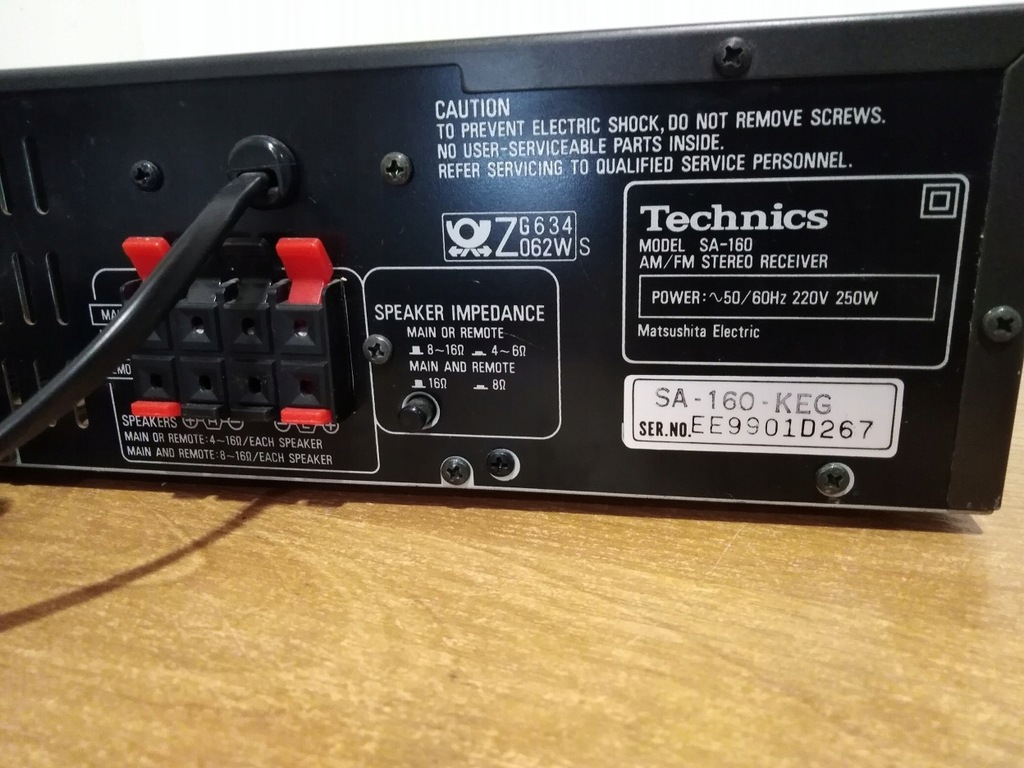 CAUTION
TO PREVENT ELECTRIC SHOCK, DO NOT REMOVE SCREWS.
NO USER-SERVICEABLE PARTS INSIDE.
REFER SERVICING TO QUALIFIED SERVICE PERSONNEL.
Z G634
062W S
Technics
MODEL SA-160
AM/FM STEREO RECEIVER
POWER:∿50/60Hz 220V 250W
Matsushita Electric
SA-160-KEG
SER.NO.EE9901D267
SPEAKER IMPEDANCE
MAIN OR REMOTE
8~16Ω 4~6Ω
MAIN AND REMOTE
16Ω 8Ω
SPEAKERS
MAIN OR REMOTE:4~16Ω/EACH SPEAKER
MAIN AND REMOTE:8~16Ω/EACH SPEAKER